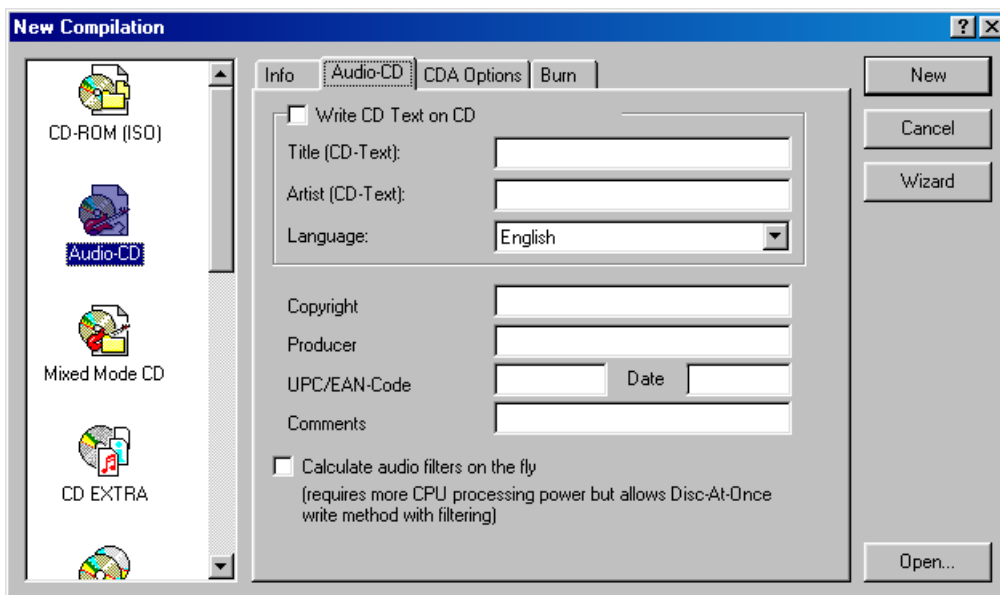 New Compilation
CD-ROM (ISO)
Audio-CD
Mixed Mode CD
CD EXTRA
Info Audio-CD CDA Options Burn
Write CD Text on CD
Title (CD-Text):
Artist (CD-Text):
Language: English
Copyright
Producer
UPC/EAN-Code Date
Comments
Calculate audio filters on the fly
(requires more CPU processing power but allows Disc-At-Once
write method with filtering)
New
Cancel
Wizard
Open...